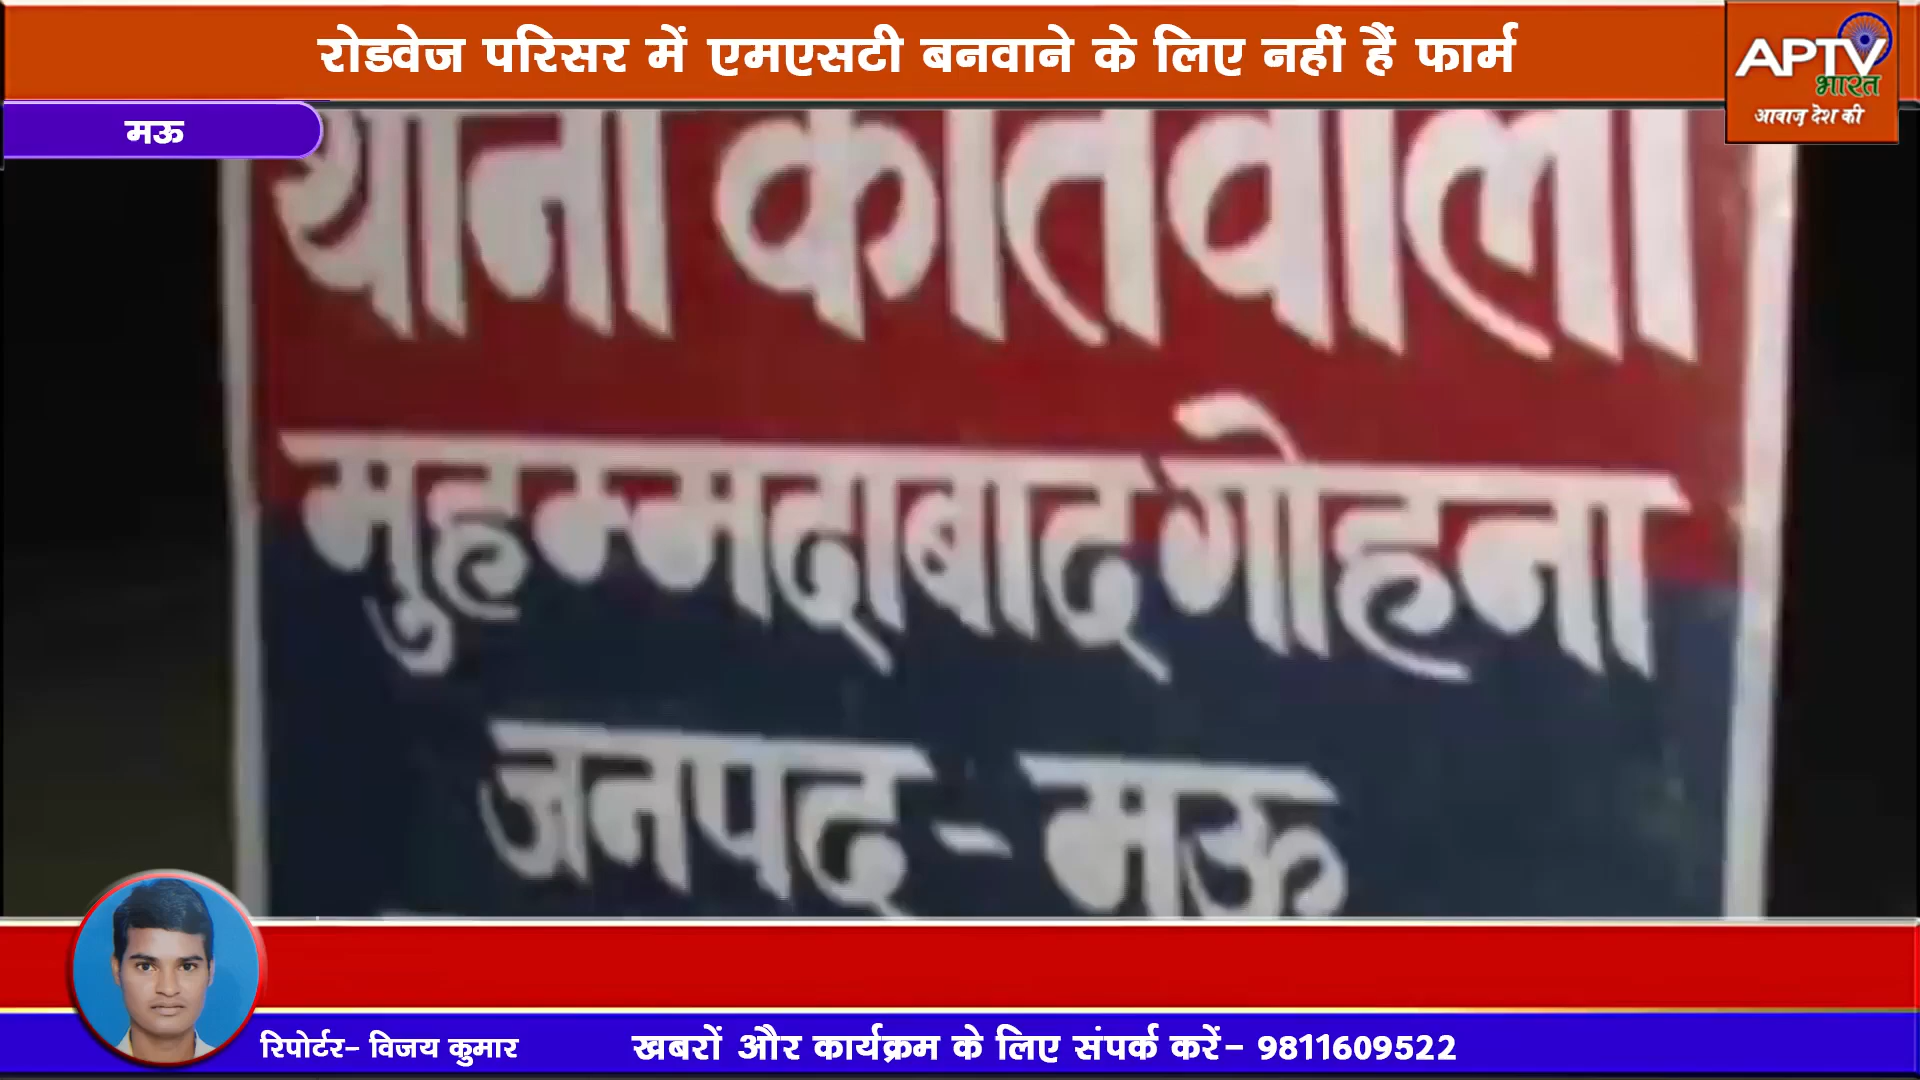 रोडवेज परिसर में एमएसटी बनवाने के लिए नहीं हैं फार्म
APTV
भारत
आवाज़ देश की
मऊ
थाना कोतवाली
मुहम्मदाबाद गोहना
जनपद - मऊ
रिपोर्टर- विजय कुमार
खबरों और कार्यक्रम के लिए संपर्क करें- 9811609522